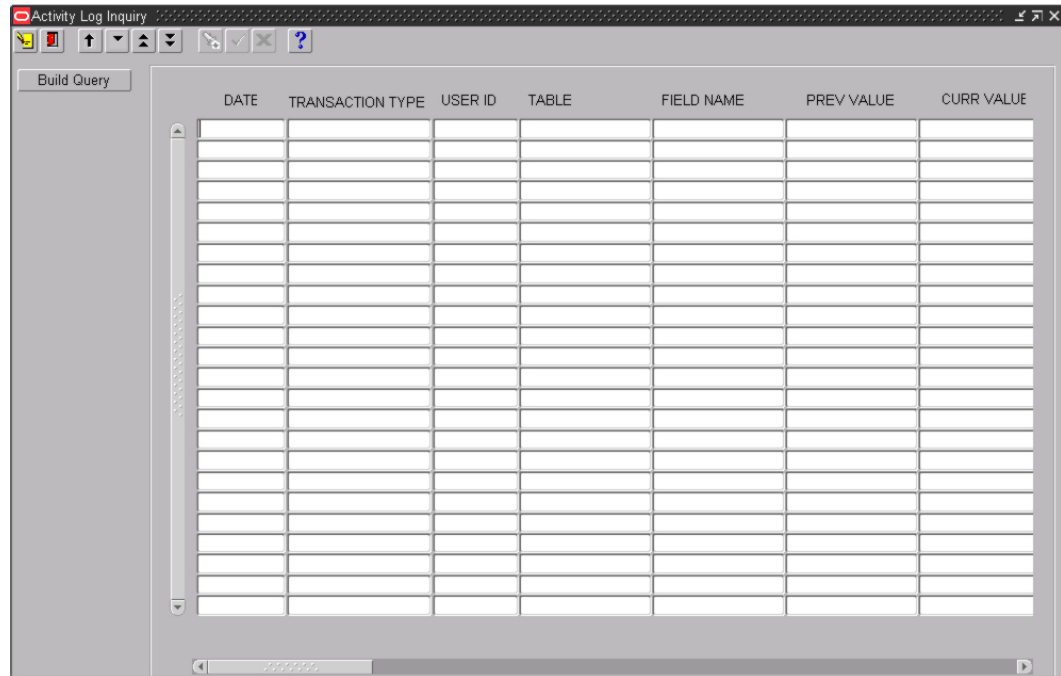 Activity Log Inquiry
?
Build Query
DATE TRANSACTION TYPE USER ID TABLE FIELD NAME PREV VALUE CURR VALUE